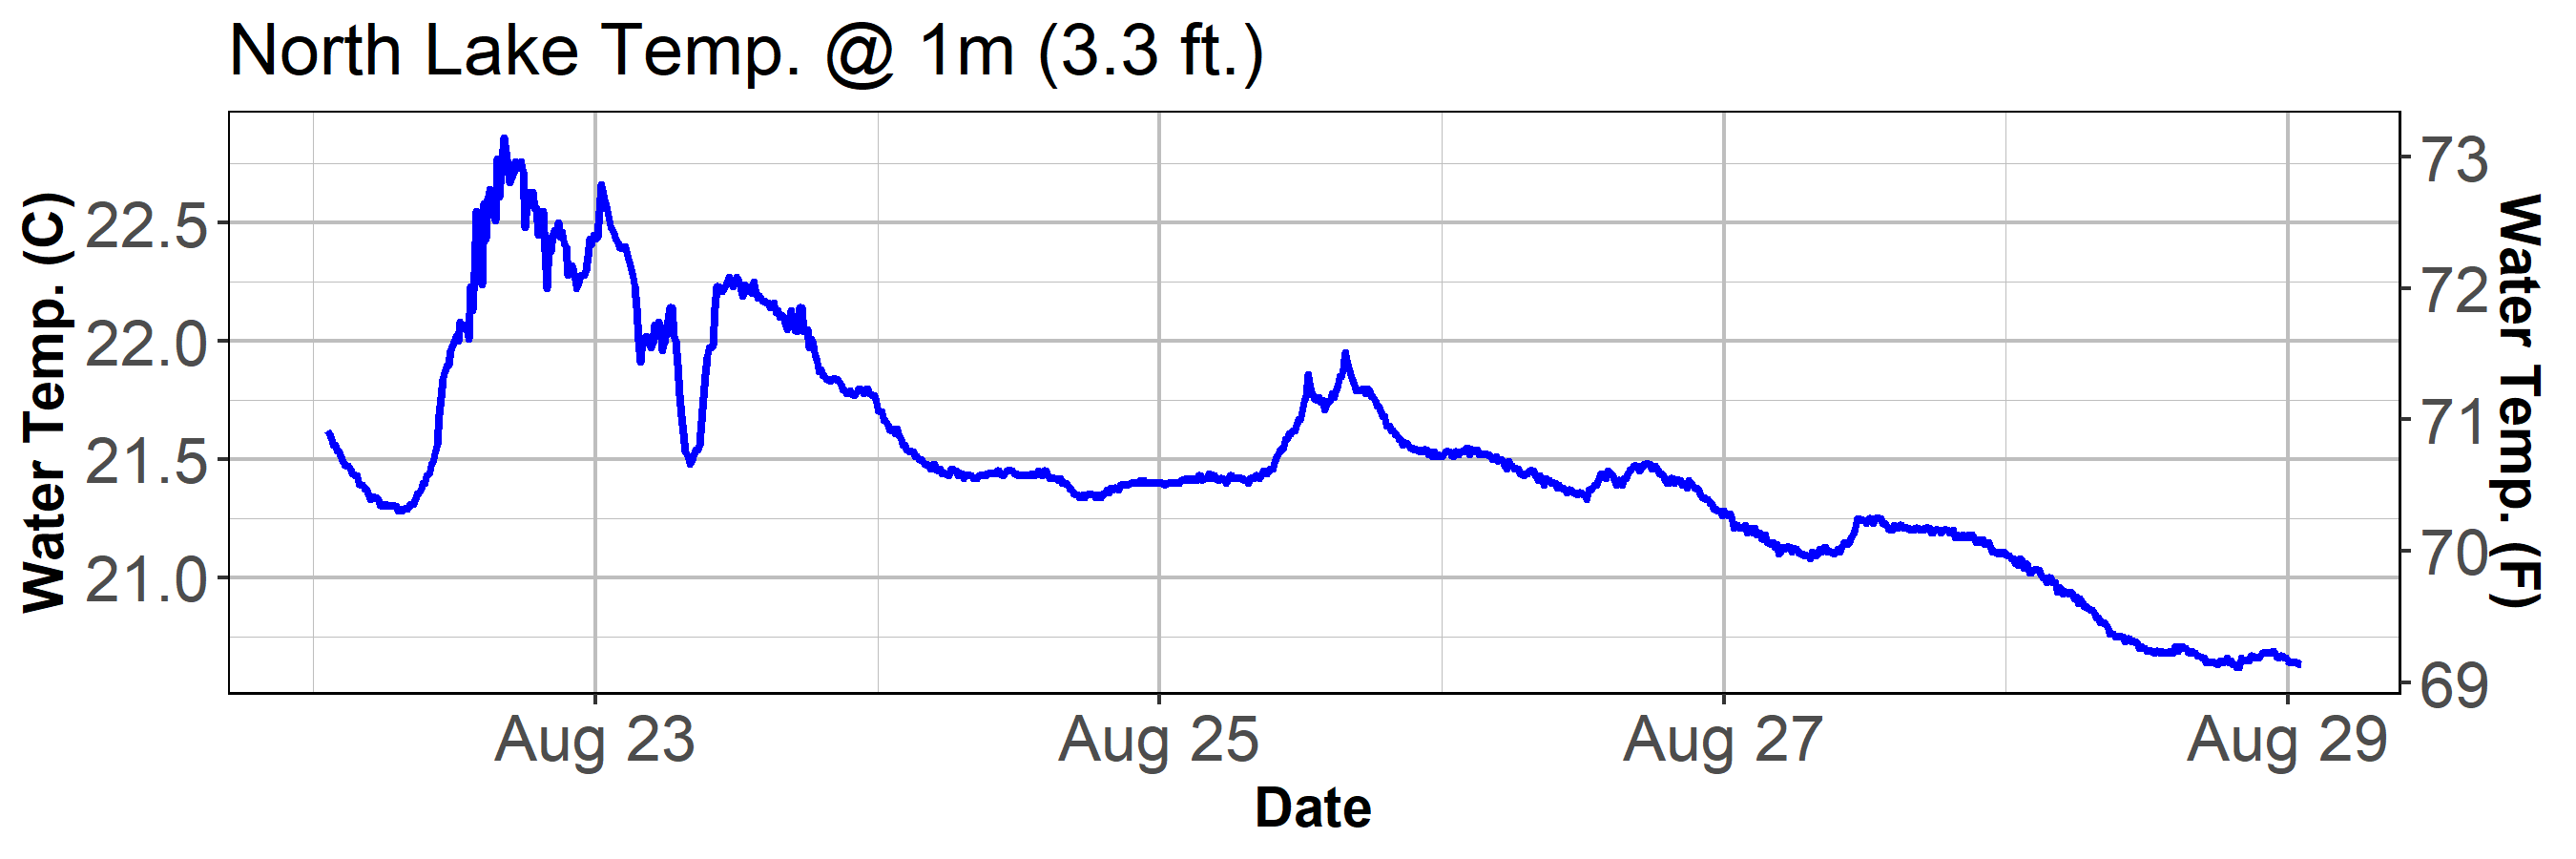 North Lake Temp. @ 1m (3.3 ft.)
Water Temp. (C)
22.5
22.0
21.5
21.0
73
72
71
70
69
Water Temp. (F)
Aug 23
Aug 25
Aug 27
Aug 29
Date